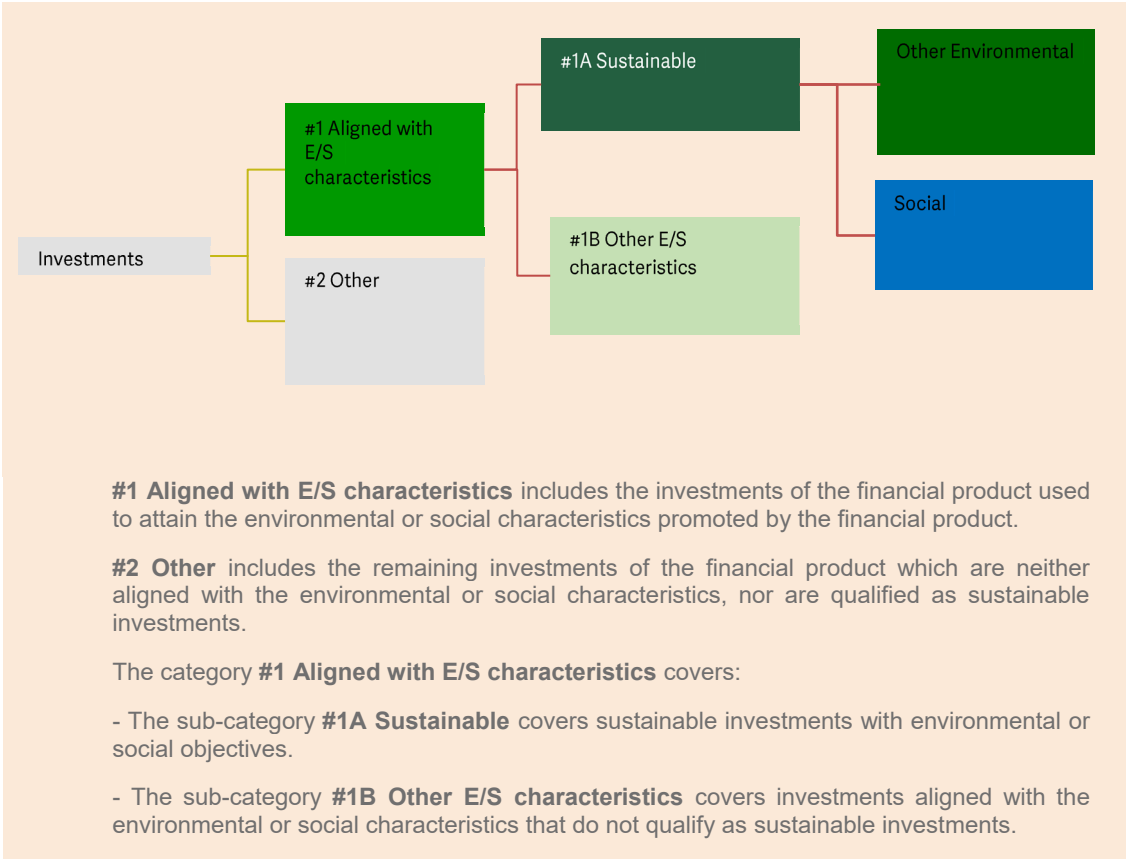 #1A Sustainable
Other Environmental
#1 Aligned with
E/S
characteristics
Social
#1B Other E/S
characteristics
Investments
#2 Other
#1 Aligned with E/S characteristics includes the investments of the financial product used
to attain the environmental or social characteristics promoted by the financial product.
#2 Other includes the remaining investments of the financial product which are neither
aligned with the environmental or social characteristics, nor are qualified as sustainable
investments.
The category #1 Aligned with E/S characteristics covers:
- The sub-category #1A Sustainable covers sustainable investments with environmental or
social objectives.
- The sub-category #1B Other E/S characteristics covers investments aligned with the
environmental or social characteristics that do not qualify as sustainable investments.